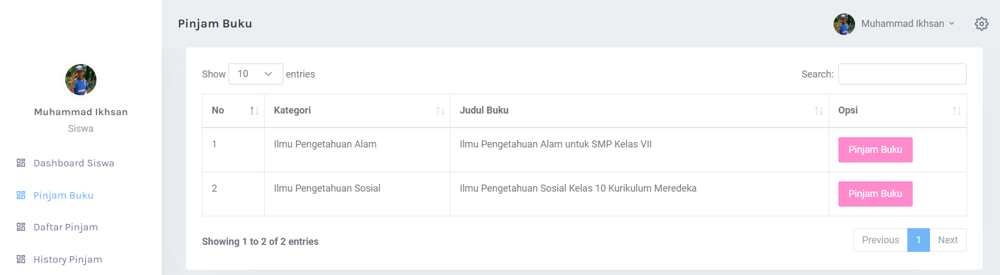 Pinjam Buku
Muhammad Ikhsan
Muhammad Ikhsan
Siswa
Dashboard Siswa
Pinjam Buku
Daftar Pinjam
History Pinjam
Show 10 entries
Search:
No Kategori Judul Buku Opsi
1 Ilmu Pengetahuan Alam Ilmu Pengetahuan Alam untuk SMP Kelas VII Pinjam Buku
2 Ilmu Pengetahuan Sosial Ilmu Pengetahuan Sosial Kelas 10 Kurikulum Meredeka Pinjam Buku
Showing 1 to 2 of 2 entries
Previous 1 Next